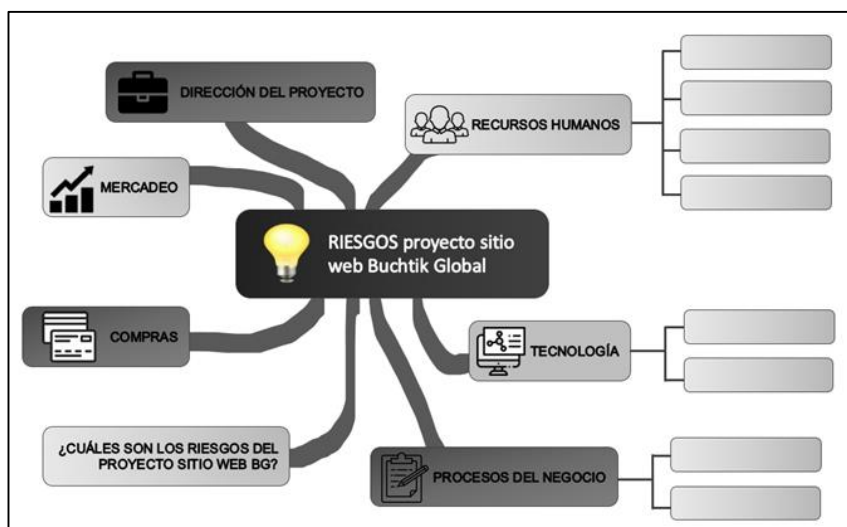 DIRECCIÓN DEL PROYECTO
RECURSOS HUMANOS
MERCADEO
RIESGOS proyecto sitio
web Buchtik Global
COMPRAS
TECNOLOGÍA
¿CUÁLES SON LOS RIESGOS DEL
PROYECTO SITIO WEB BG?
PROCESOS DEL NEGOCIO